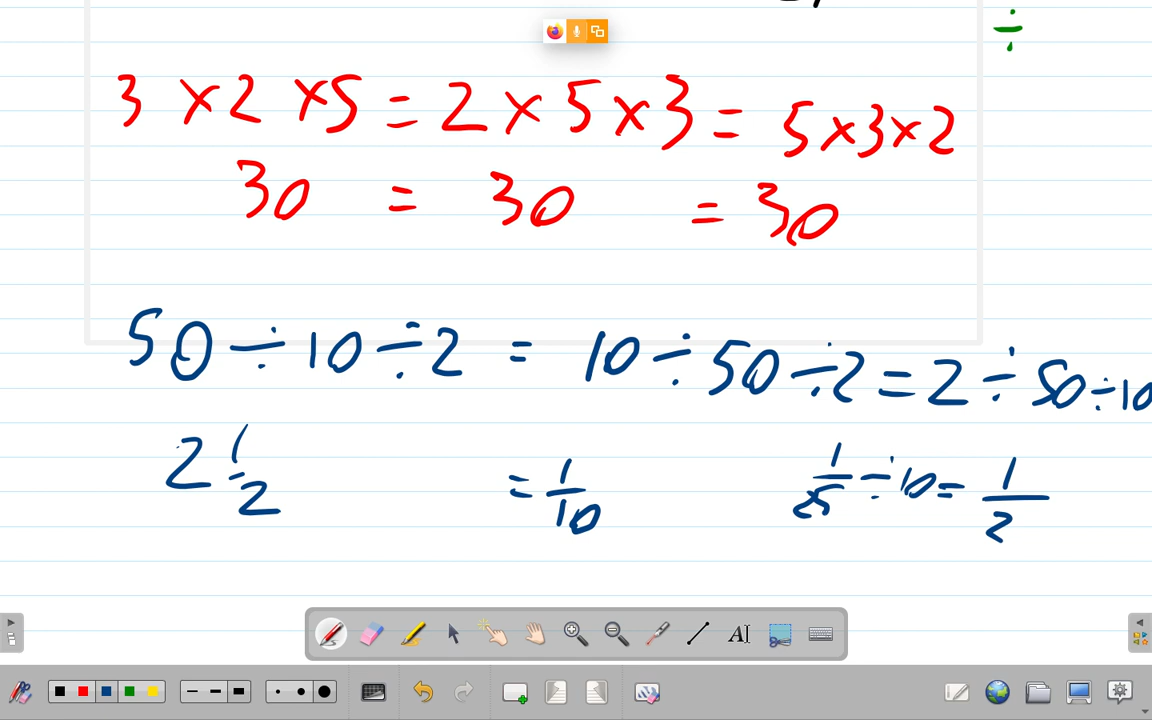 ÷
3 × 2 × 5 = 2 × 5 × 3 = 5 × 3 × 2
30 = 30 = 30
50 ÷ 10 ÷ 2 = 10 ÷ 50 ÷ 2 = 2 ÷ 50 ÷ 10
2 1/2 = 1/10 1/25 ÷ 10 = 1/2
AI